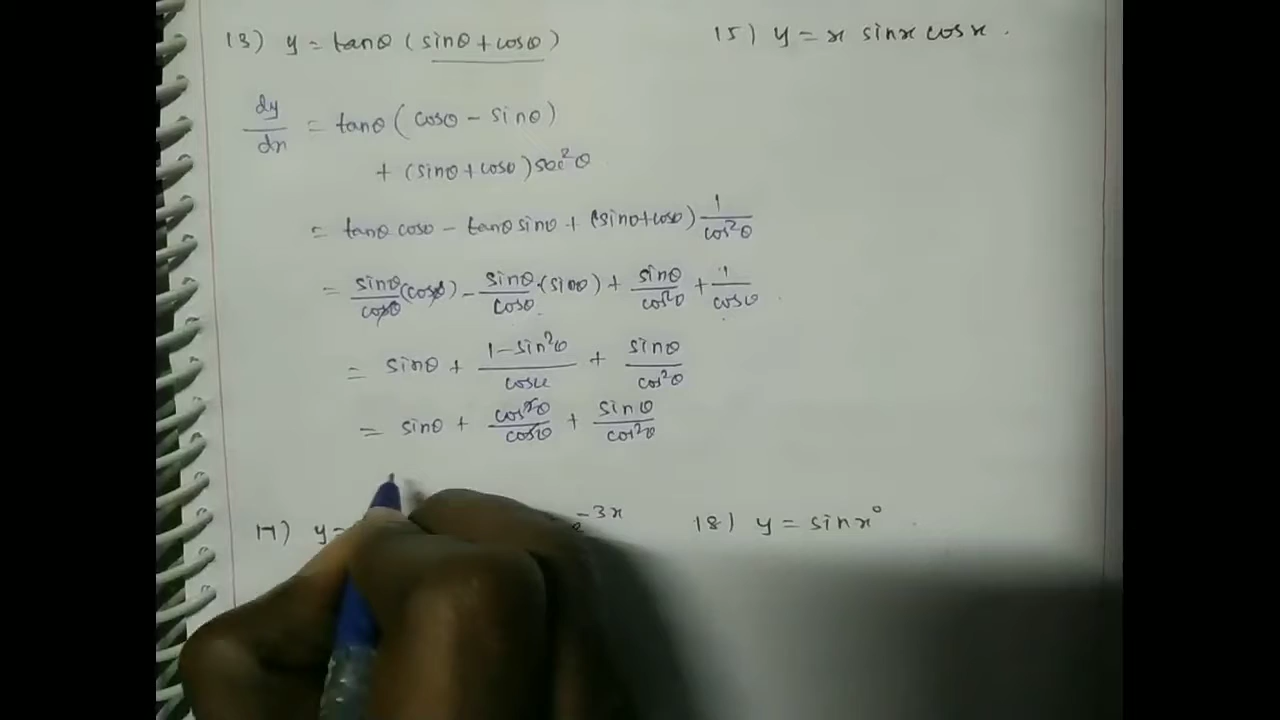 13) y = tanθ (sinθ + cosθ)
dy/dx = tanθ (cosθ - sinθ)
+ (sinθ + cosθ) sec²θ
= tanθ cosθ - tanθ sinθ + (sinθ + cosθ) 1/cos²θ
= sinθ/cosθ (cosθ) - sinθ/cosθ · (sinθ) + sinθ/cos²θ + 1/cosθ
= sinθ + 1 - sin²θ/cosθ + sinθ/cos²θ
= sinθ + cos²θ/cosθ + sinθ/cos²θ
15) y = x sinx cosx .
17) y =
-3x
18) y = sinx°